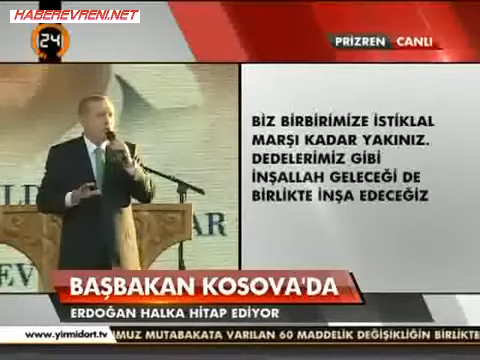 HABEREVRENİ.NET
24
PRİZREN CANLI
BİZ BİRBİRİMİZE İSTİKLAL
MARŞI KADAR YAKINIZ.
DEDELERİMİZ GİBİ
İNŞALLAH GELECEĞİ DE
BİRLİKTE İNŞA EDECEĞİZ
BAŞBAKAN KOSOVA'DA
ERDOĞAN HALKA HİTAP EDİYOR
www.yirmidort.tv MUZ MUTABAKATA VARILAN 60 MADDELİK DEĞİŞİKLİĞİN BİRLİKTE